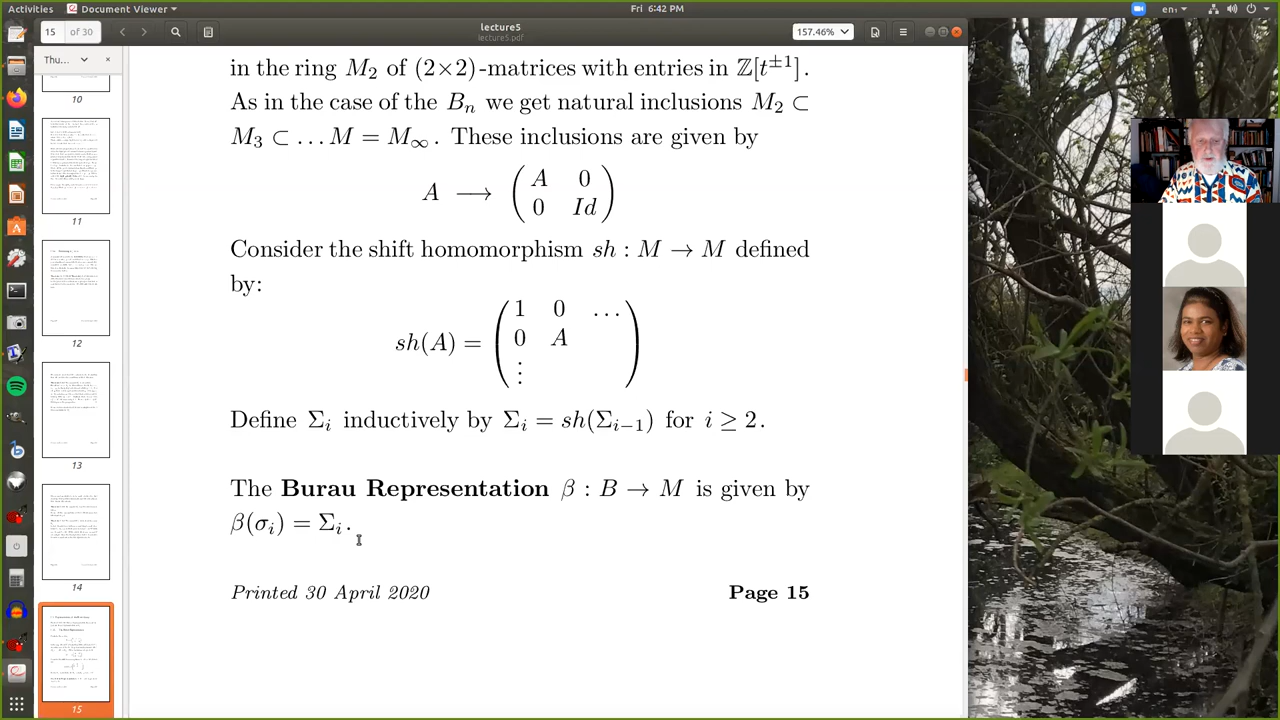 Activities
Document Viewer
Fri 6:42 PM
en₁
15 of 30
lecture5
lecture5.pdf
157.46%
Thu...
10
11
12
13
14
15
in the ring M₂ of (2×2)-matrices with entries in ℤ[t^{±1}].
As in the case of the Bₙ we get natural inclusions M₂ ⊂
M₃ ⊂ ... M = M_∞. These inclusions are given by
A ⟶ ( A 0
0 Id )
Consider the shift homomorphism sh : M → M defined
by:
sh(A) = ( 1 0 ...
0 A
⋮ )
Define Σᵢ inductively by Σᵢ = sh(Σᵢ₋₁) for i ≥ 2.
The Burau Representation β : B → M is given by
β(σᵢ) = Σᵢ.
Printed 30 April 2020 Page 15